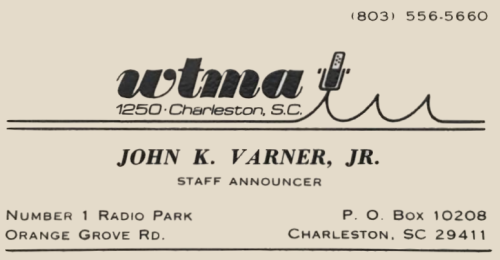 (803) 556-5660
wtma
1250·Charleston, S.C.
JOHN K. VARNER, JR.
STAFF ANNOUNCER
NUMBER 1 RADIO PARK
ORANGE GROVE RD.
P. O. BOX 10208
CHARLESTON, SC 29411